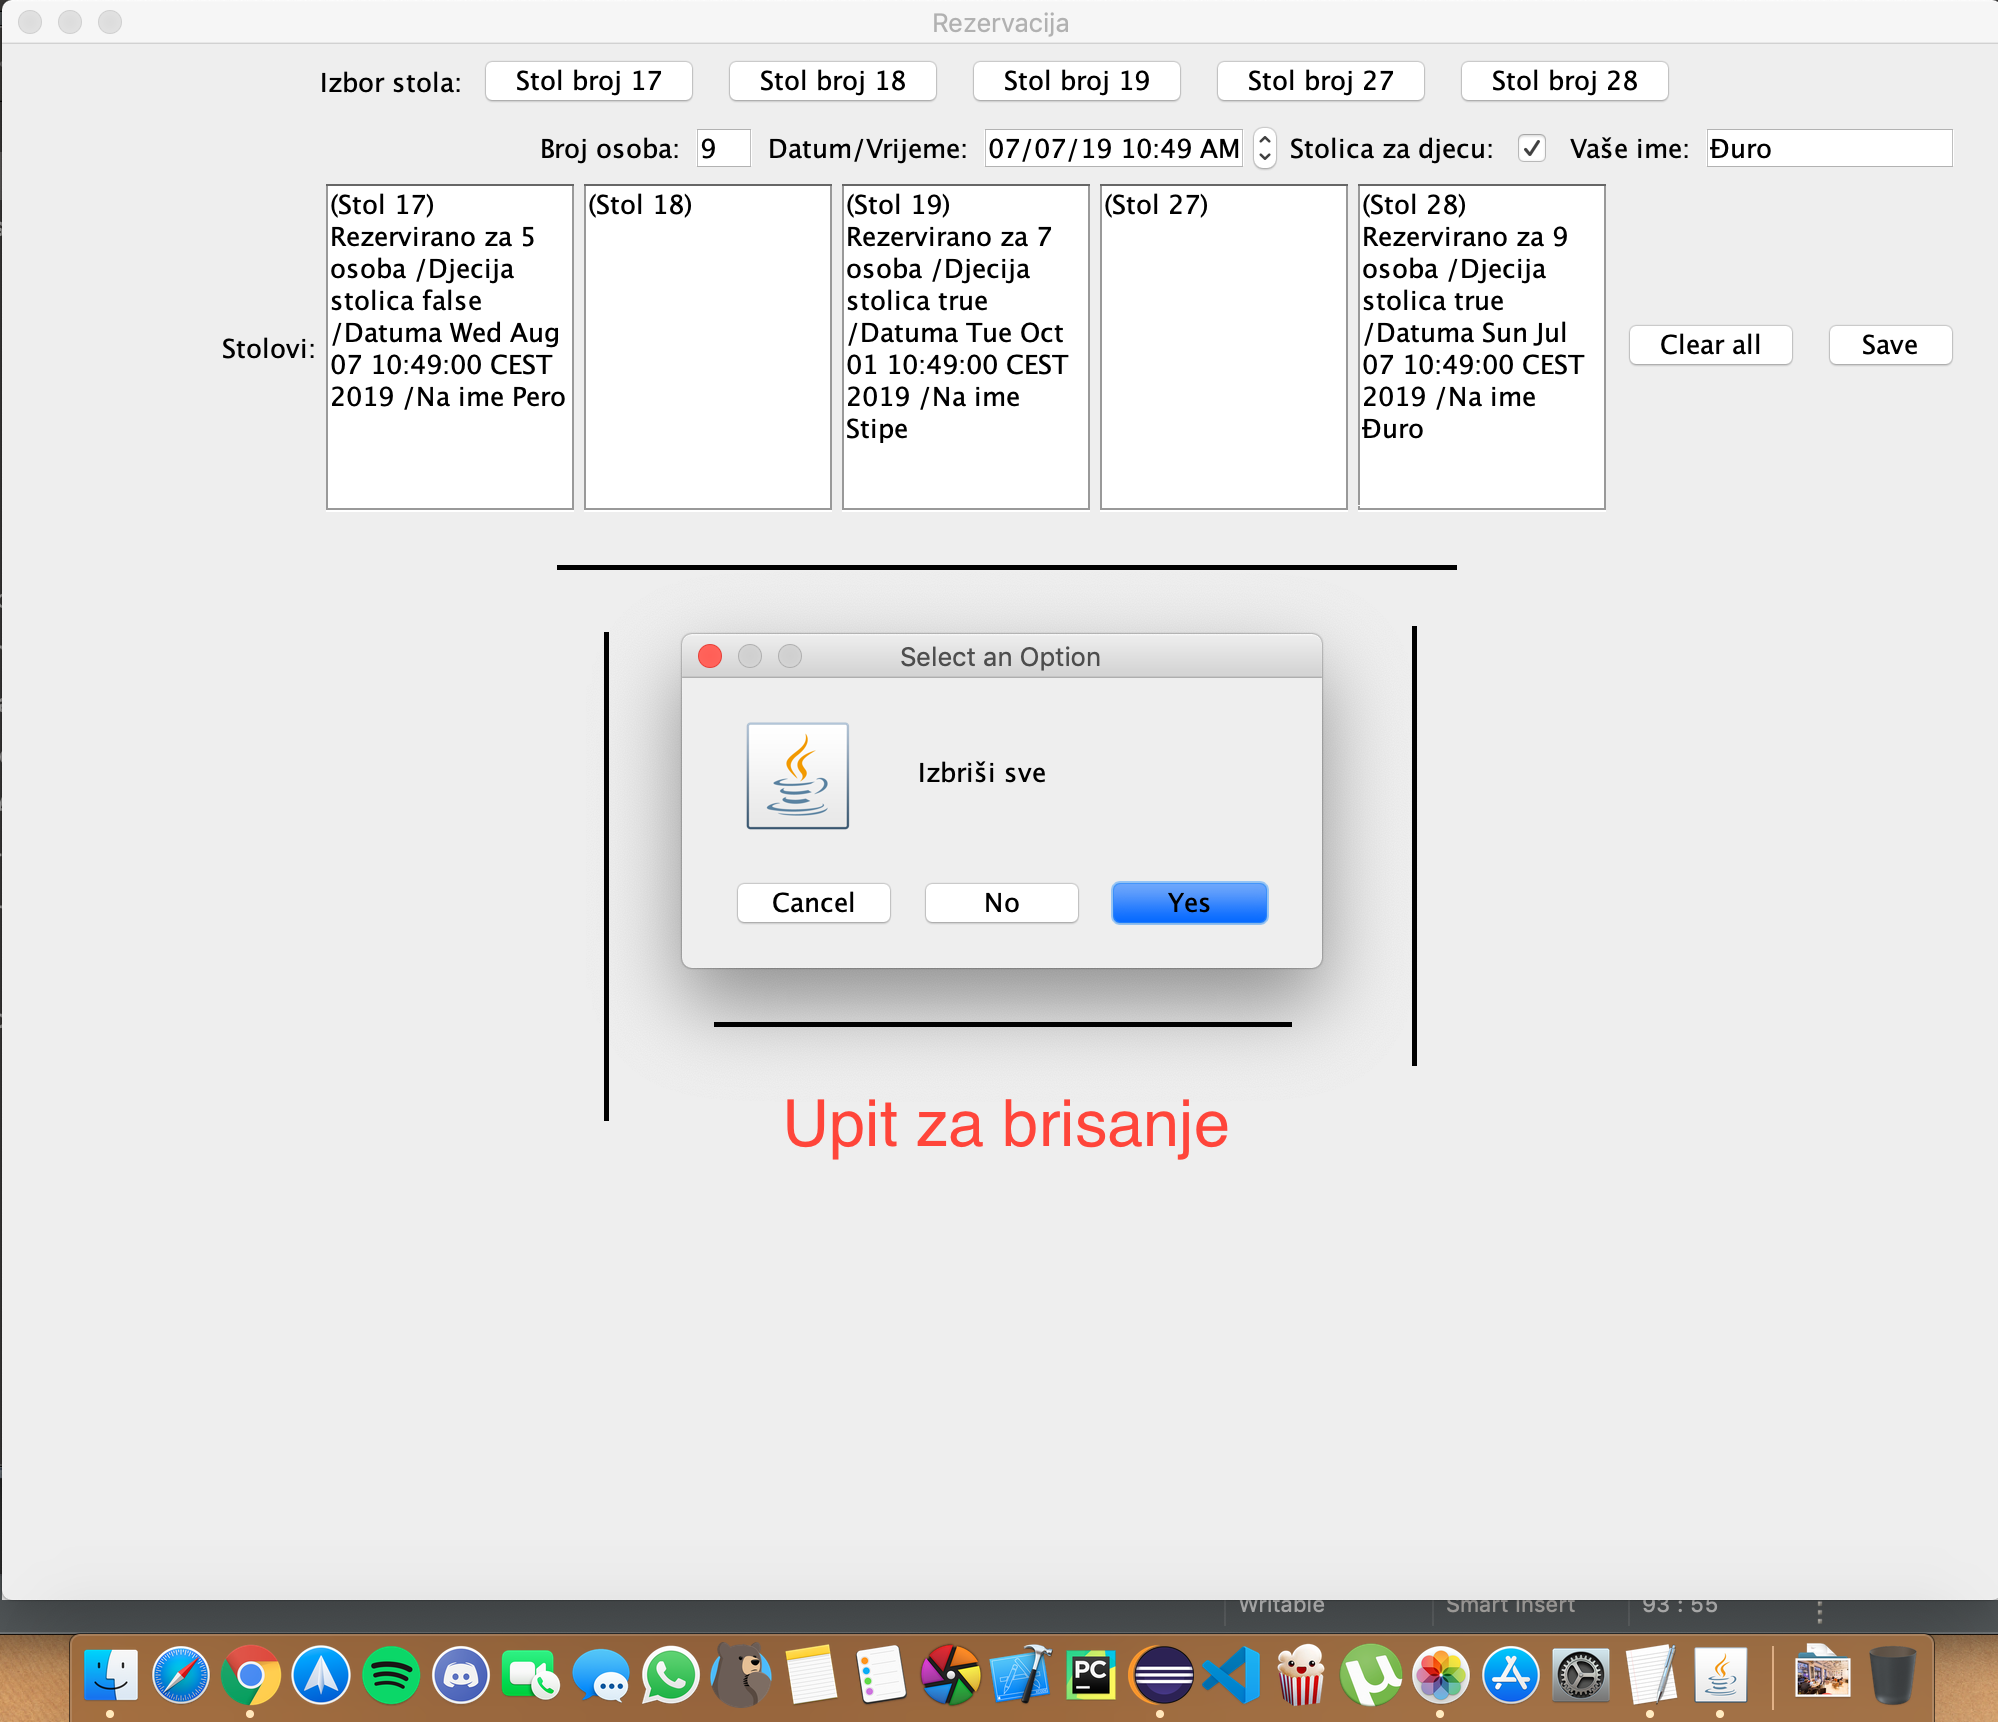 Rezervacija
Izbor stola: Stol broj 17 Stol broj 18 Stol broj 19 Stol broj 27 Stol broj 28
Broj osoba: 9 Datum/Vrijeme: 07/07/19 10:49 AM Stolica za djecu: Vaše ime: Đuro
Stolovi:
(Stol 17)
Rezervirano za 5
osoba /Djecija
stolica false
/Datuma Wed Aug
07 10:49:00 CEST
2019 /Na ime Pero
(Stol 18)
(Stol 19)
Rezervirano za 7
osoba /Djecija
stolica true
/Datuma Tue Oct
01 10:49:00 CEST
2019 /Na ime
Stipe
(Stol 27)
(Stol 28)
Rezervirano za 9
osoba /Djecija
stolica true
/Datuma Sun Jul
07 10:49:00 CEST
2019 /Na ime
Đuro
Clear all Save
Select an Option
Izbriši sve
Cancel No Yes
Upit za brisanje
Writable Smart Insert 93 : 55
PC